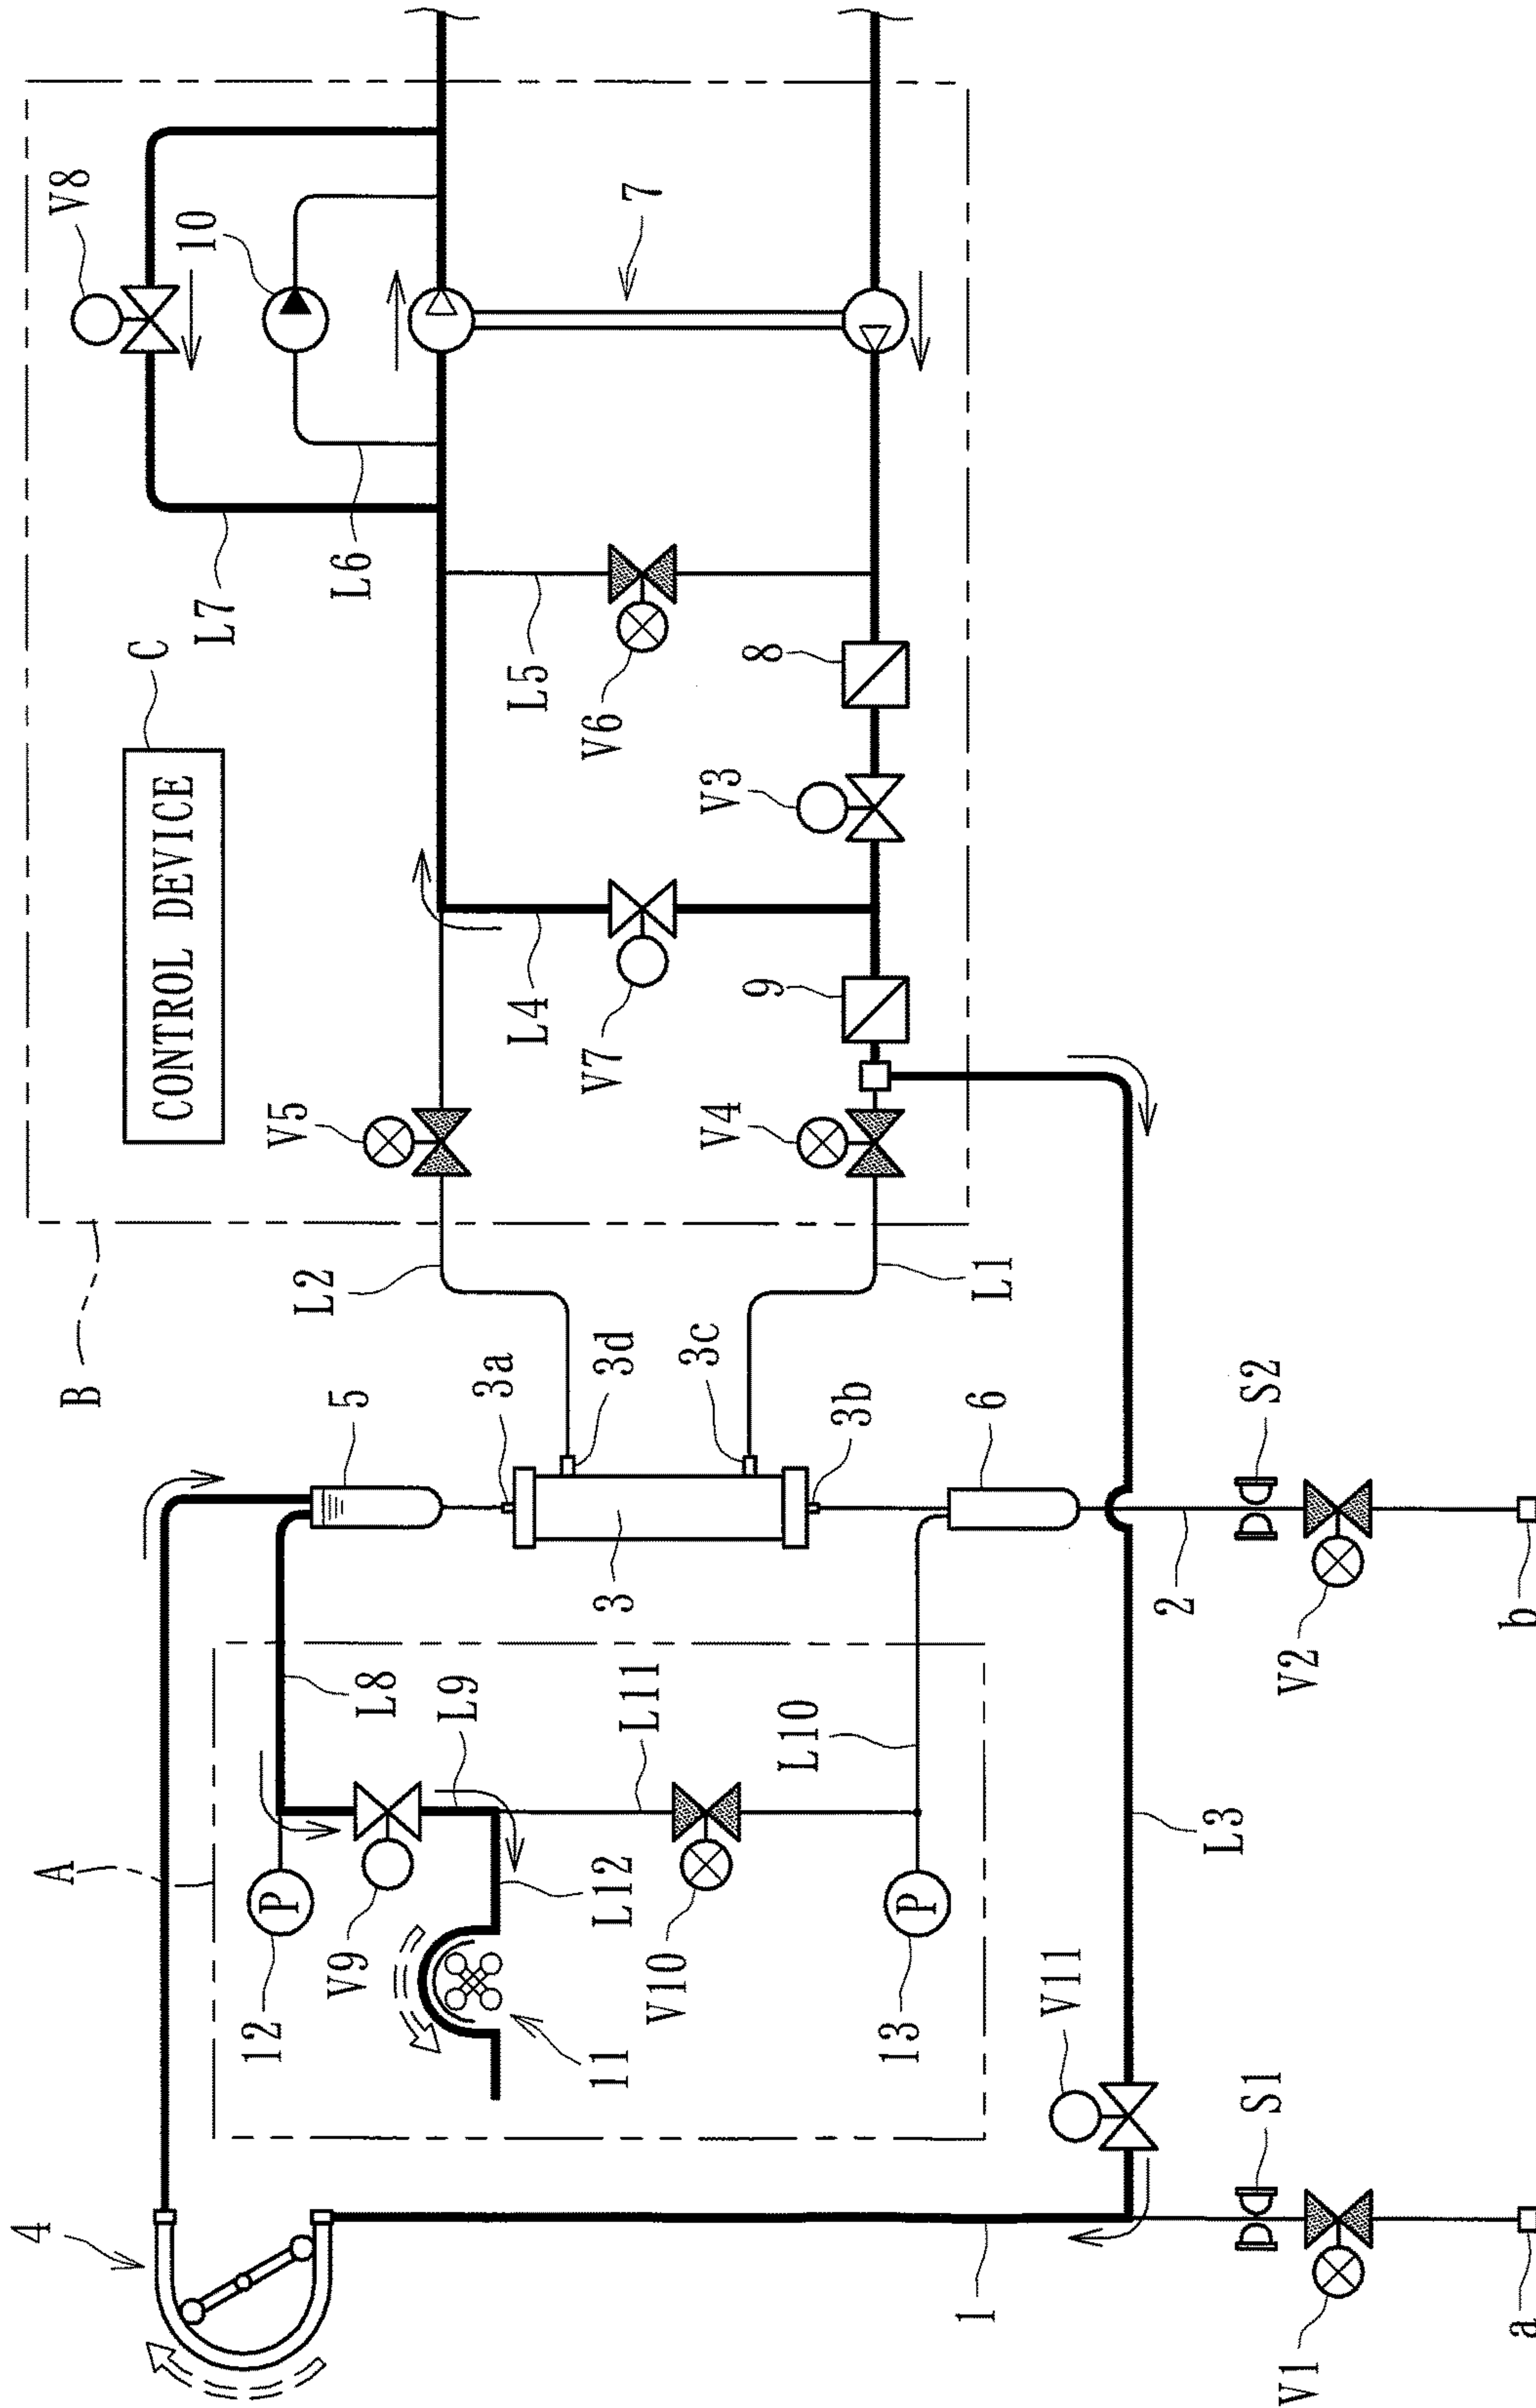 V8
10
7
L7
L6
C
CONTROL DEVICE
L5
V6
8
V3
L4
V7
9
V5
V4
B
L2
L1
5
3a
3d
3c
3b
6
S2
3
2
V2
b
A
L8
L9
L11
L10
L3
P
12
V9
L12
V10
P
13
11
V11
4
S1
1
V1
a